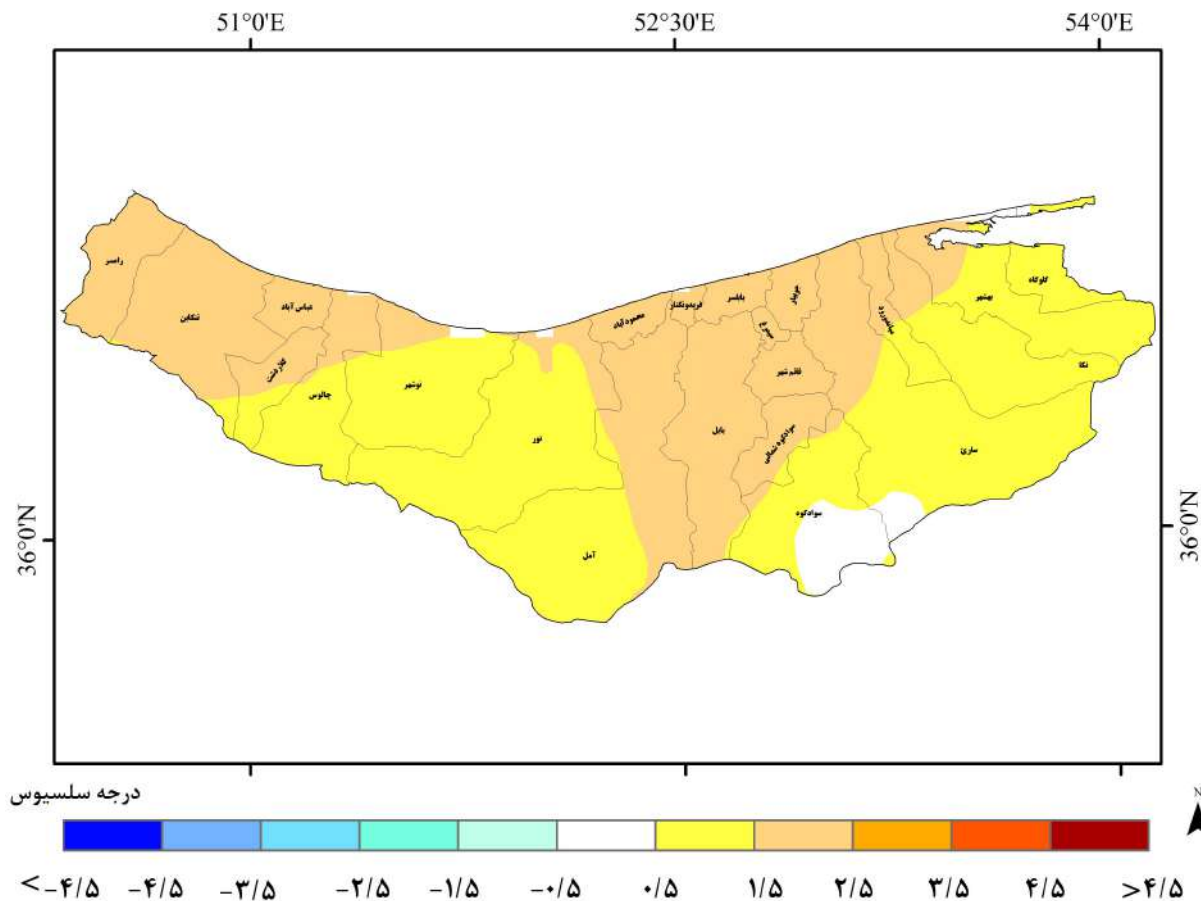 51°0'E 52°30'E 54°0'E
رامسر
تنکابن
عباس آباد
کلاردشت
چالوس
نوشهر
نور
آمل
محمودآباد
فریدونکنار
بابلسر
بابل
سیمرغ
جویبار
قائم شهر
سوادکوه شمالی
سوادکوه
میاندورود
ساری
بهشهر
گلوگاه
نکا
36°0'N 36°0'N
درجه سلسیوس
N
<-۴/۵ -۴/۵ -۳/۵ -۲/۵ -۱/۵ -۰/۵ ۰/۵ ۱/۵ ۲/۵ ۳/۵ ۴/۵ >۴/۵